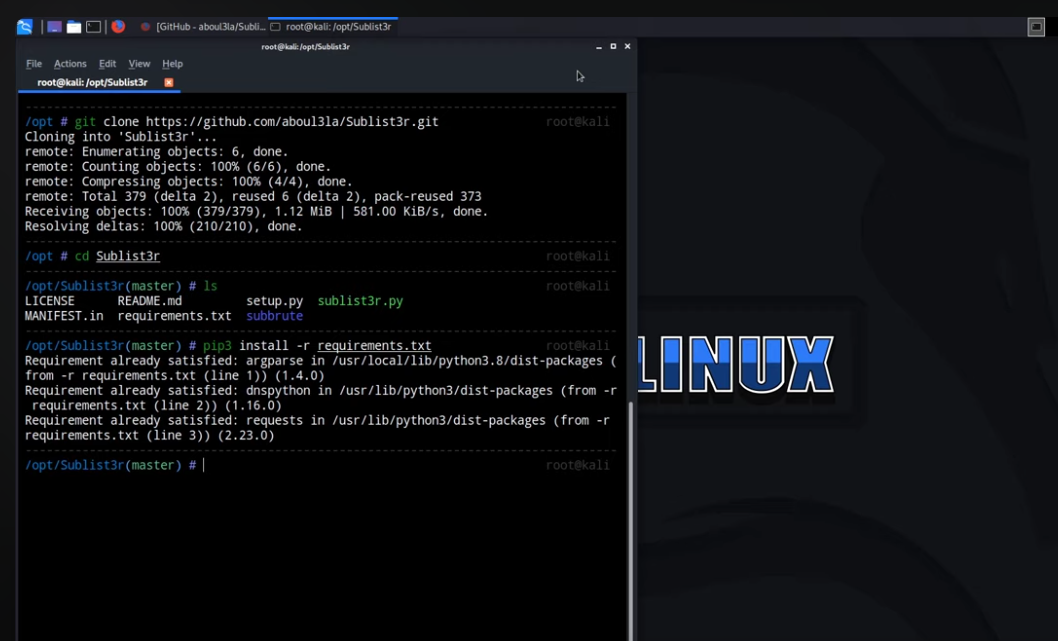 [GitHub - aboul3la/Subli... root@kali: /opt/Sublist3r
root@kali: /opt/Sublist3r
File Actions Edit View Help
root@kali: /opt/Sublist3r
/opt # git clone https://github.com/aboul3la/Sublist3r.git root@kali
Cloning into 'Sublist3r'...
remote: Enumerating objects: 6, done.
remote: Counting objects: 100% (6/6), done.
remote: Compressing objects: 100% (4/4), done.
remote: Total 379 (delta 2), reused 6 (delta 2), pack-reused 373
Receiving objects: 100% (379/379), 1.12 MiB | 581.00 KiB/s, done.
Resolving deltas: 100% (210/210), done.
/opt # cd Sublist3r root@kali
/opt/Sublist3r(master) # ls root@kali
LICENSE README.md setup.py sublist3r.py
MANIFEST.in requirements.txt subbrute
/opt/Sublist3r(master) # pip3 install -r requirements.txt root@kali
Requirement already satisfied: argparse in /usr/local/lib/python3.8/dist-packages (
from -r requirements.txt (line 1)) (1.4.0)
Requirement already satisfied: dnspython in /usr/lib/python3/dist-packages (from -r
requirements.txt (line 2)) (1.16.0)
Requirement already satisfied: requests in /usr/lib/python3/dist-packages (from -r
requirements.txt (line 3)) (2.23.0)
/opt/Sublist3r(master) # root@kali
LINUX